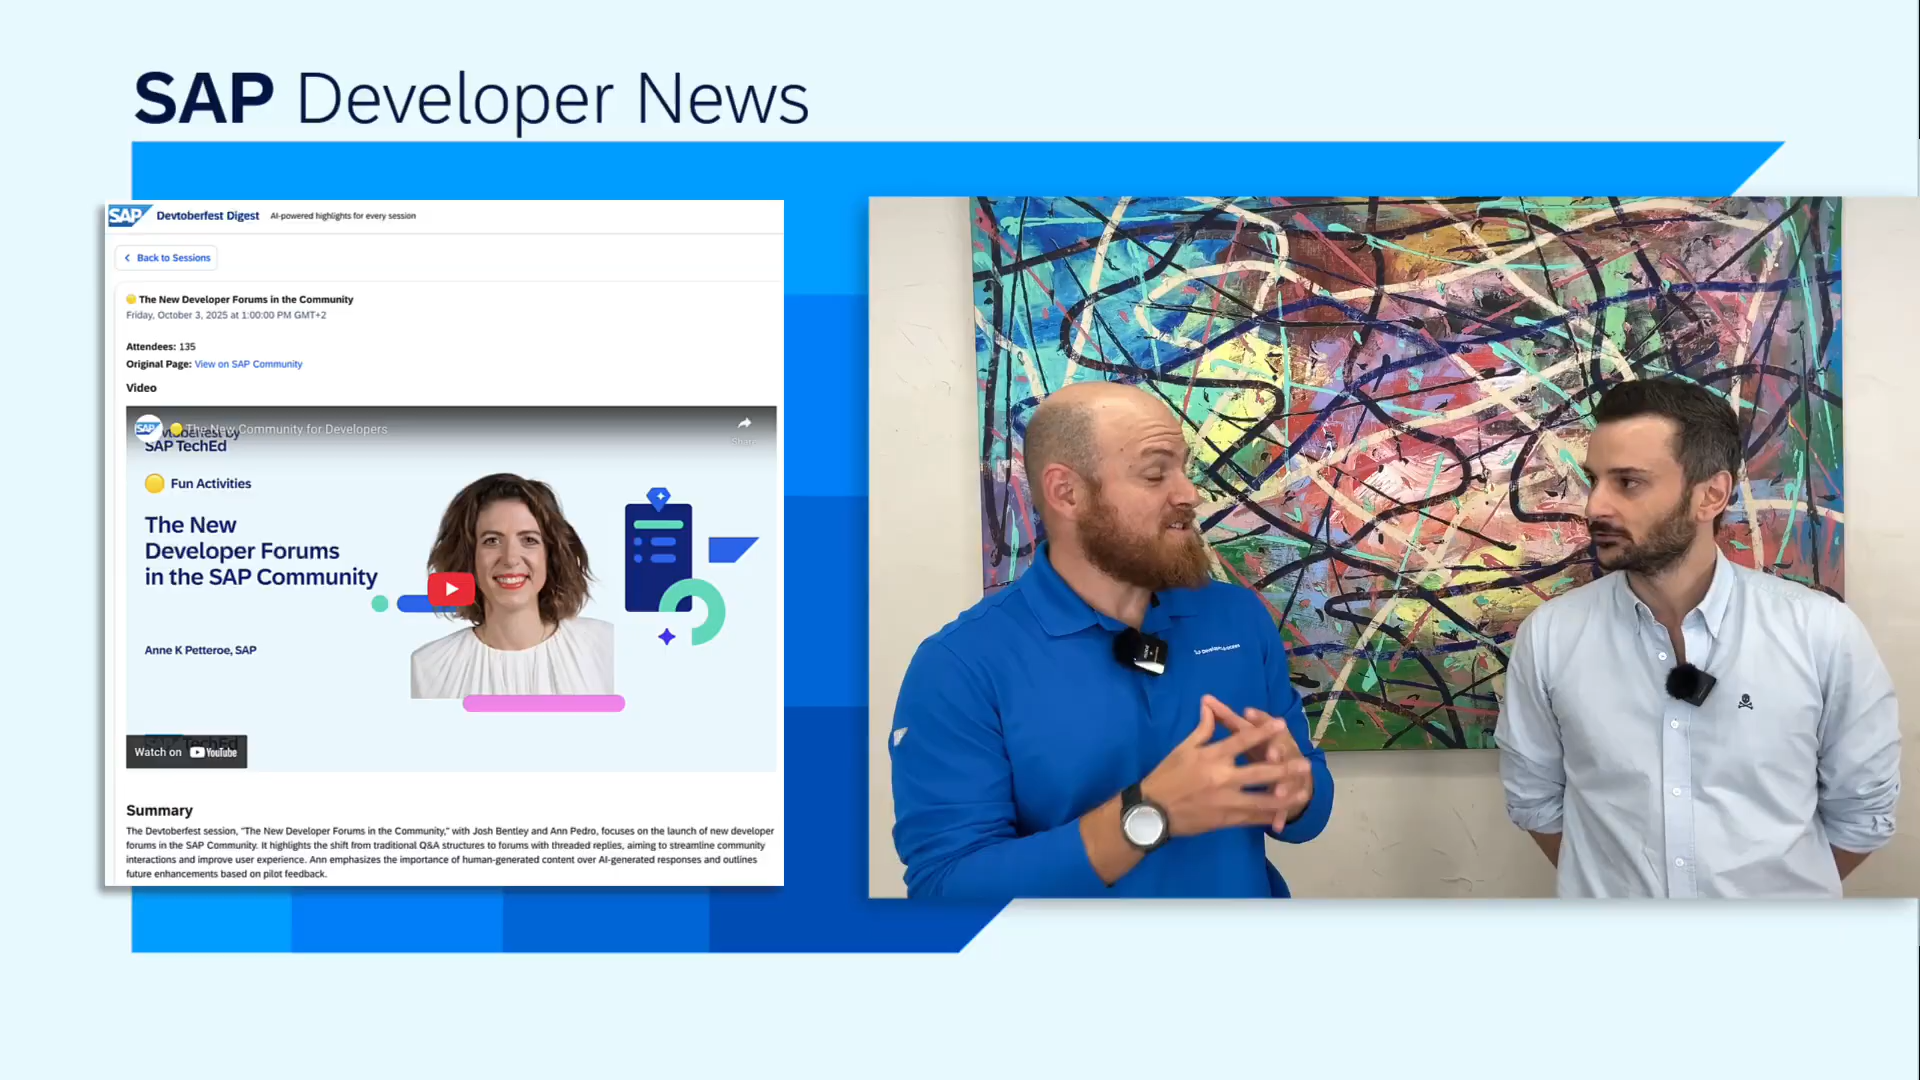 SAP Developer News
SAP Devtoberfest Digest AI-powered highlights for every session
Back to Sessions
The New Developer Forums in the Community
Friday, October 3, 2025 at 1:00:00 PM GMT+2
Attendees: 135
Original Page: View on SAP Community
Video
SAP The New Community for Developers
Share
Devtoberfest by
SAP TechEd
Fun Activities
The New
Developer Forums
in the SAP Community
Anne K Petteroe, SAP
Watch on YouTube
Summary
The Devtoberfest session, "The New Developer Forums in the Community," with Josh Bentley and Ann Pedro, focuses on the launch of new developer
forums in the SAP Community. It highlights the shift from traditional Q&A structures to forums with threaded replies, aiming to streamline community
interactions and improve user experience. Ann emphasizes the importance of human-generated content over AI-generated responses and outlines
future enhancements based on pilot feedback.